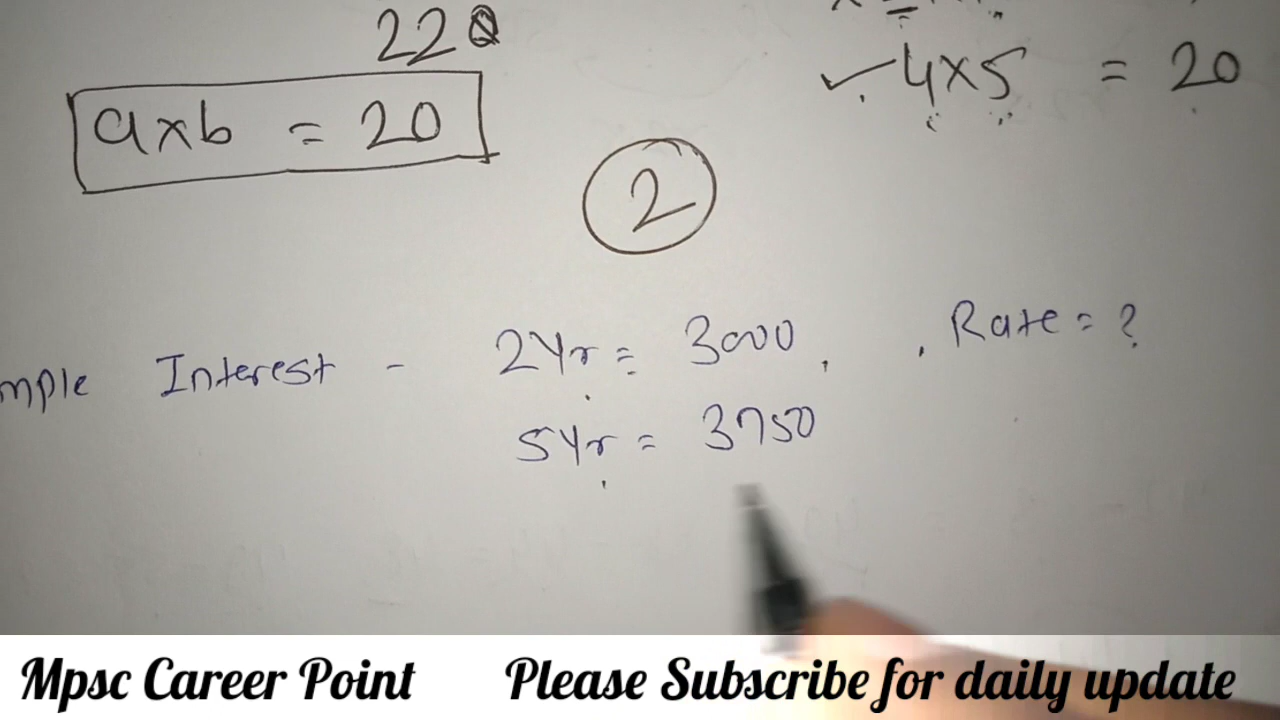 220
a x b = 20
4 x 5 = 20
2
mple Interest - 2Yr = 3000, , Rate = ?
5Yr = 3750
Mpsc Career Point Please Subscribe for daily update